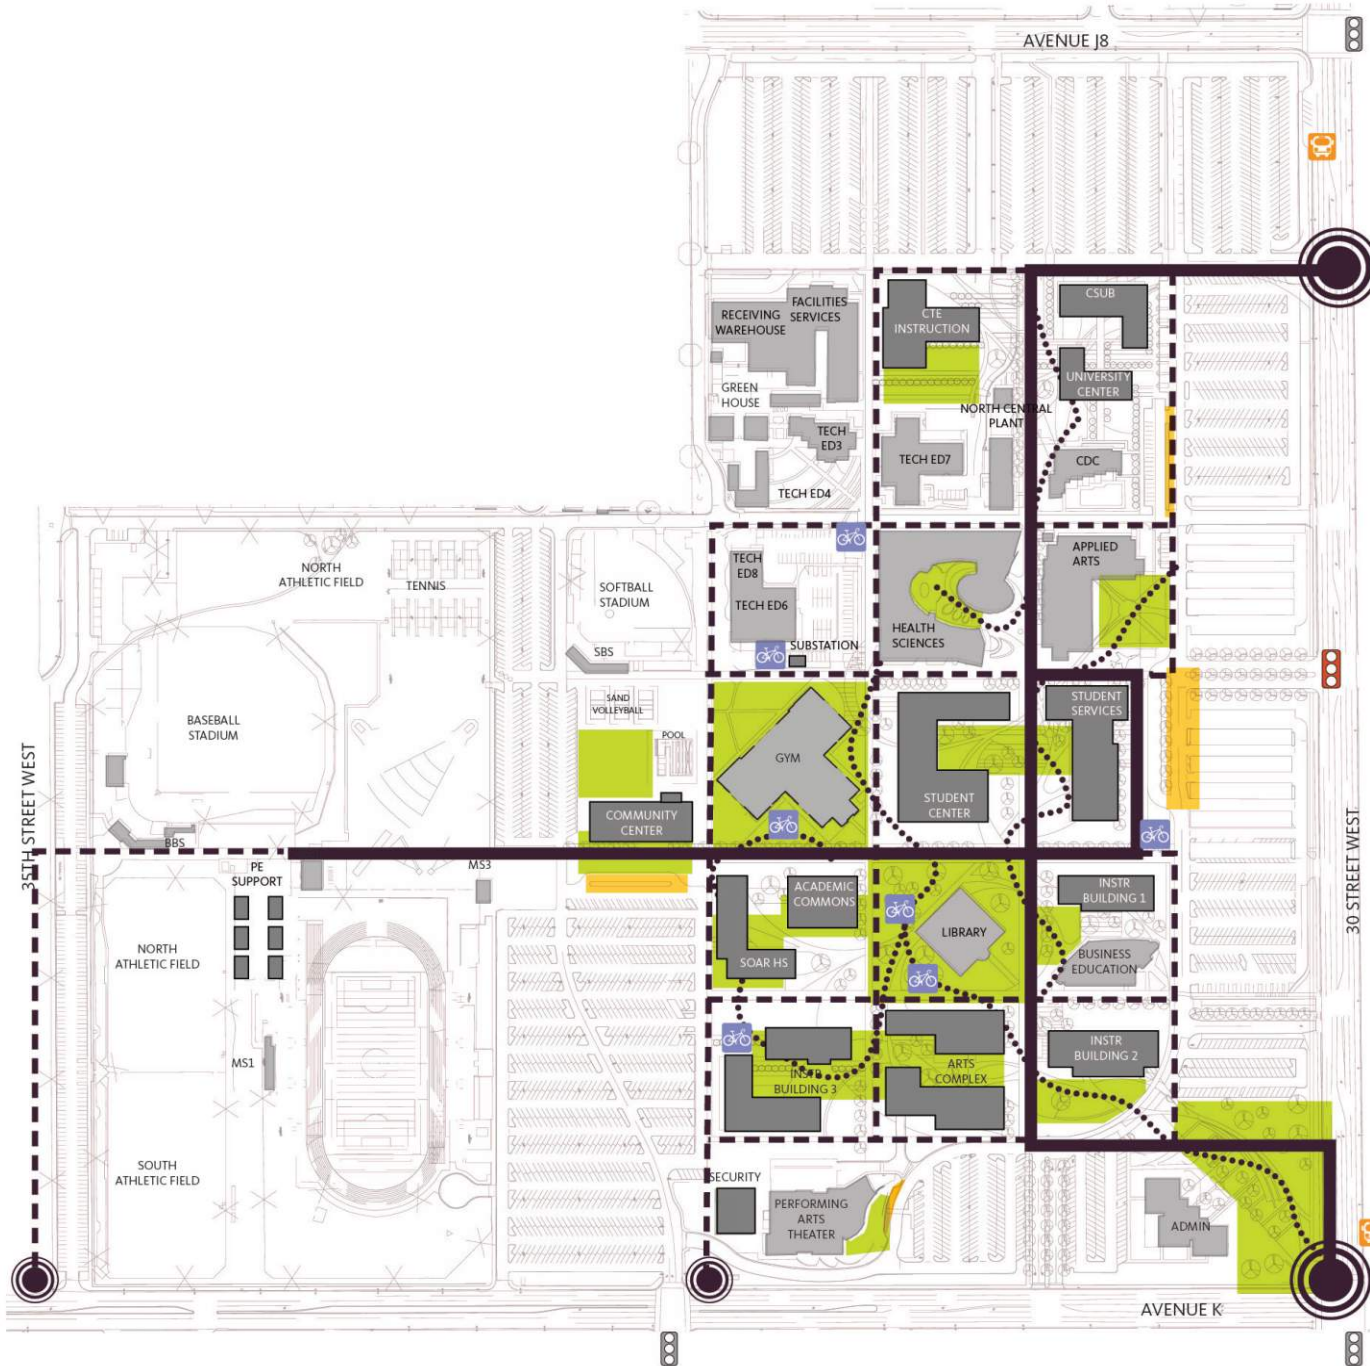 AVENUE J8
CSUB
FACILITIES
SERVICES
RECEIVING
WAREHOUSE
CTE
INSTRUCTION
UNIVERSITY
CENTER
GREEN
HOUSE
NORTH CENTRAL
PLANT
TECH
ED3
TECH ED7
CDC
TECH ED4
APPLIED
ARTS
NORTH
ATHLETIC FIELD
TENNIS
SOFTBALL
STADIUM
TECH
ED8
TECH ED6
HEALTH
SCIENCES
SUBSTATION
SBS
SAND
VOLLEYBALL
STUDENT
SERVICES
BASEBALL
STADIUM
POOL
GYM
STUDENT
CENTER
COMMUNITY
CENTER
35TH STREET WEST
BBS
PE
SUPPORT
MS3
ACADEMIC
COMMONS
INSTR
BUILDING 1
30 STREET WEST
NORTH
ATHLETIC FIELD
LIBRARY
SOAR HS
BUSINESS
EDUCATION
MS1
INSTR
BUILDING 2
INSTR
BUILDING 3
ARTS
COMPLEX
SOUTH
ATHLETIC FIELD
SECURITY
PERFORMING
ARTS
THEATER
ADMIN
AVENUE K